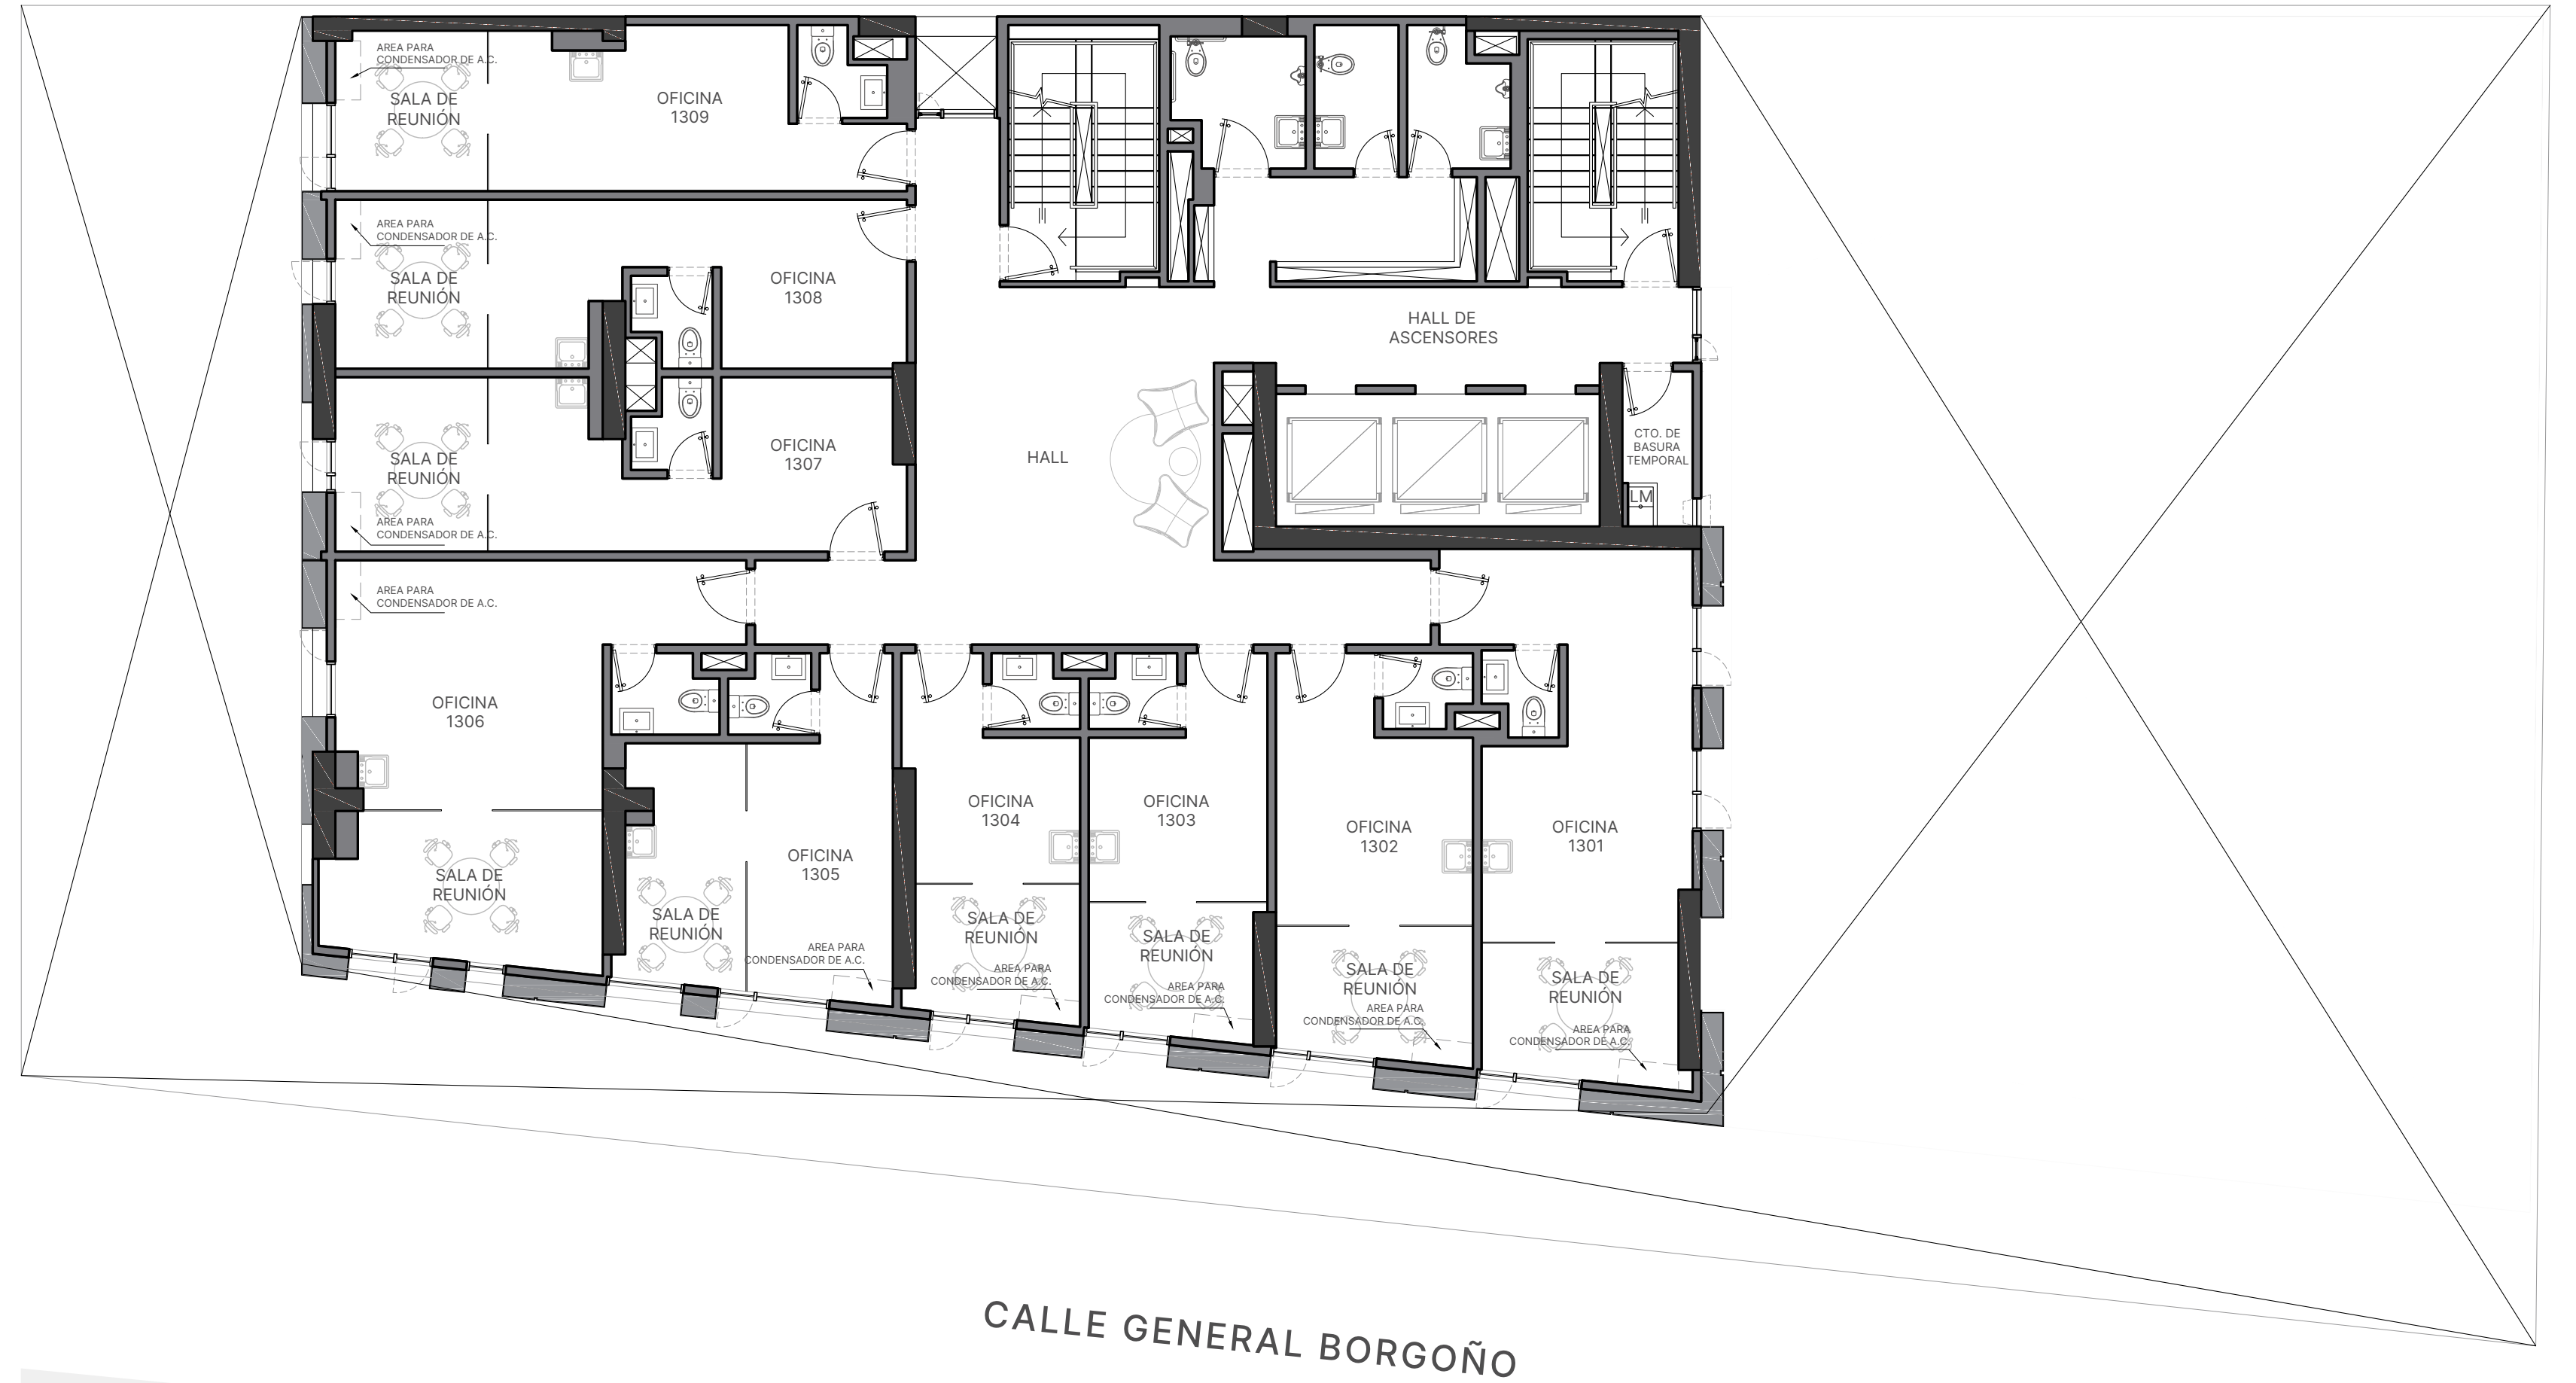 AREA PARA
CONDENSADOR DE A.C.
SALA DE
REUNIÓN
OFICINA
1309
AREA PARA
CONDENSADOR DE A.C.
SALA DE
REUNIÓN
OFICINA
1308
HALL DE
ASCENSORES
SALA DE
REUNIÓN
OFICINA
1307
HALL
CTO. DE
BASURA
TEMPORAL
LM
AREA PARA
CONDENSADOR DE A.C.
AREA PARA
CONDENSADOR DE A.C.
OFICINA
1306
SALA DE
REUNIÓN
OFICINA
1305
SALA DE
REUNIÓN
AREA PARA
CONDENSADOR DE A.C.
OFICINA
1304
SALA DE
REUNIÓN
AREA PARA
CONDENSADOR DE A.C.
OFICINA
1303
SALA DE
REUNIÓN
AREA PARA
CONDENSADOR DE A.C.
OFICINA
1302
SALA DE
REUNIÓN
AREA PARA
CONDENSADOR DE A.C.
OFICINA
1301
SALA DE
REUNIÓN
AREA PARA
CONDENSADOR DE A.C.
CALLE GENERAL BORGOÑO